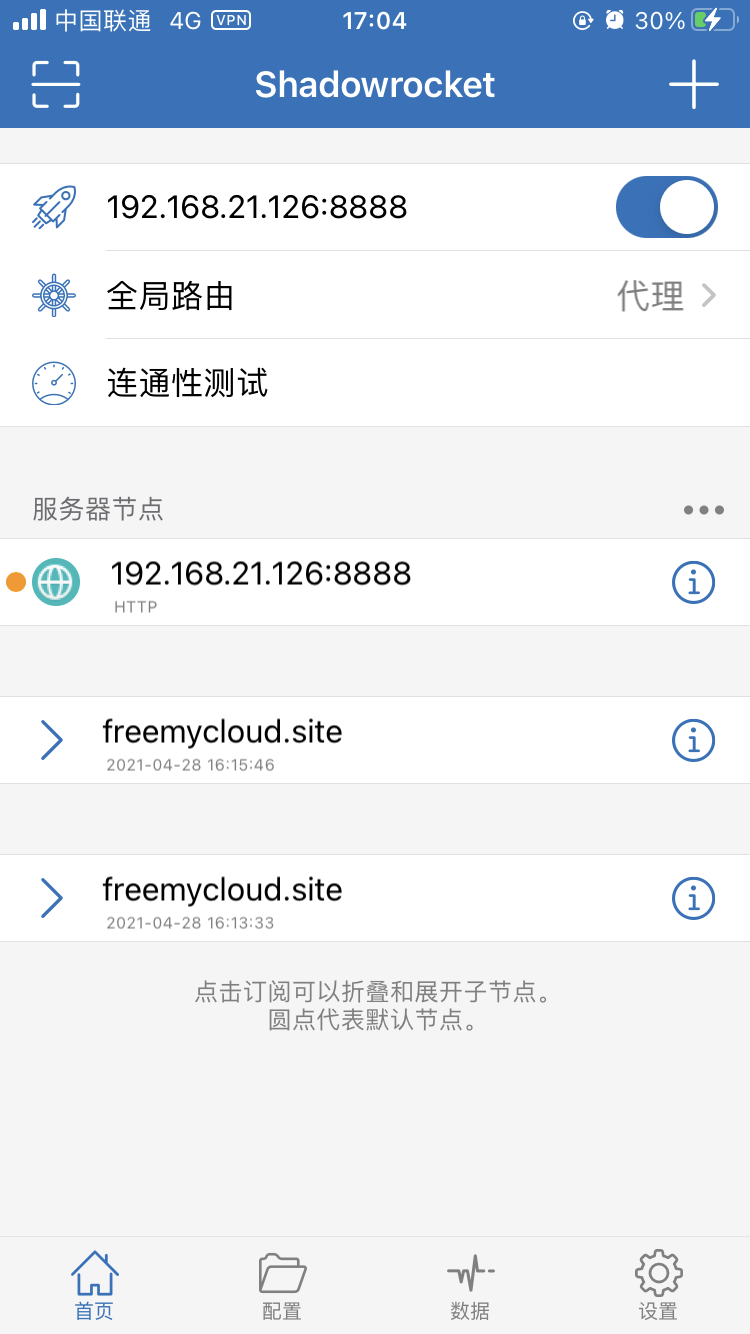 中国联通 4G VPN 17:04 30%
Shadowrocket
192.168.21.126:8888
全局路由 代理
连通性测试
服务器节点
192.168.21.126:8888
HTTP
freemycloud.site
2021-04-28 16:15:46
freemycloud.site
2021-04-28 16:13:33
点击订阅可以折叠和展开子节点。
圆点代表默认节点。
首页 配置 数据 设置